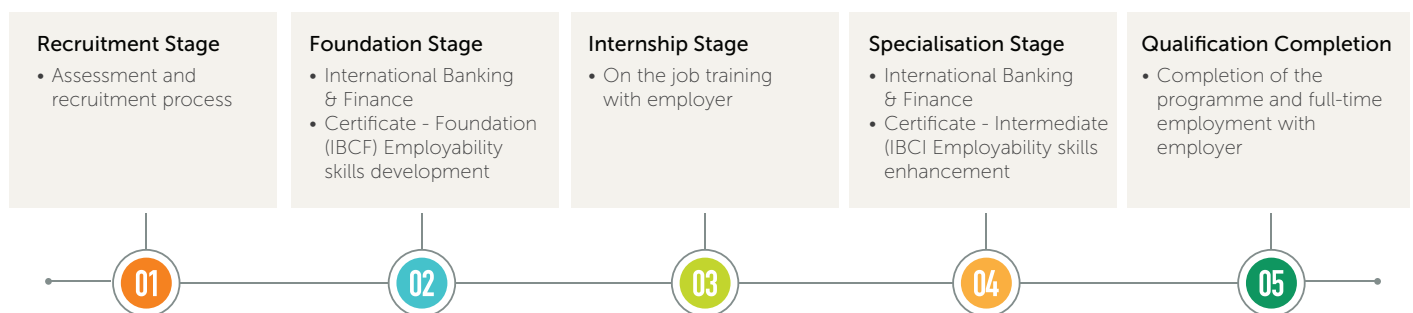 Recruitment Stage
• Assessment and
recruitment process
Foundation Stage
• International Banking
& Finance
• Certificate - Foundation
(IBCF) Employability
skills development
Internship Stage
• On the job training
with employer
Specialisation Stage
• International Banking
& Finance
• Certificate - Intermediate
(IBCI Employability skills
enhancement
Qualification Completion
• Completion of the
programme and full-time
employment with
employer
01
02
03
04
05